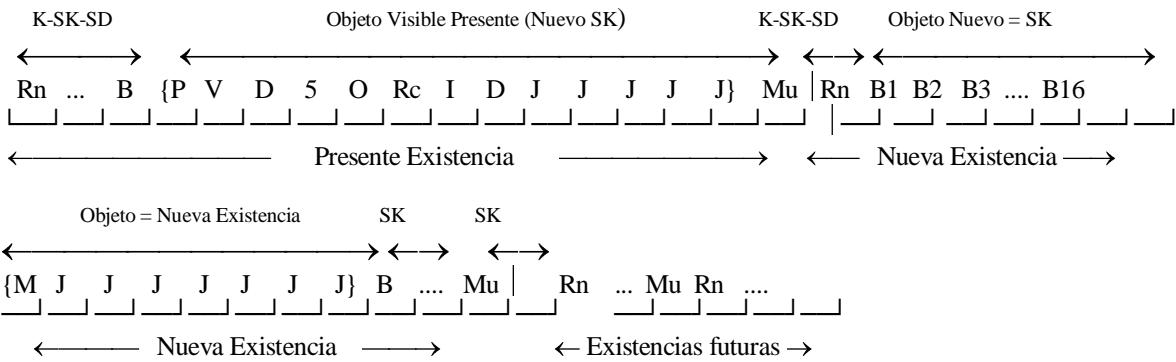 K-SK-SD Objeto Visible Presente (Nuevo SK) K-SK-SD Objeto Nuevo = SK
Rn ... B {P V D 5 O Rc I D J J J J J} Mu Rn B1 B2 B3 .... B16
Presente Existencia Nueva Existencia
Objeto = Nueva Existencia SK SK
{M J J J J J J J} B .... Mu Rn ... Mu Rn ....
Nueva Existencia Existencias futuras